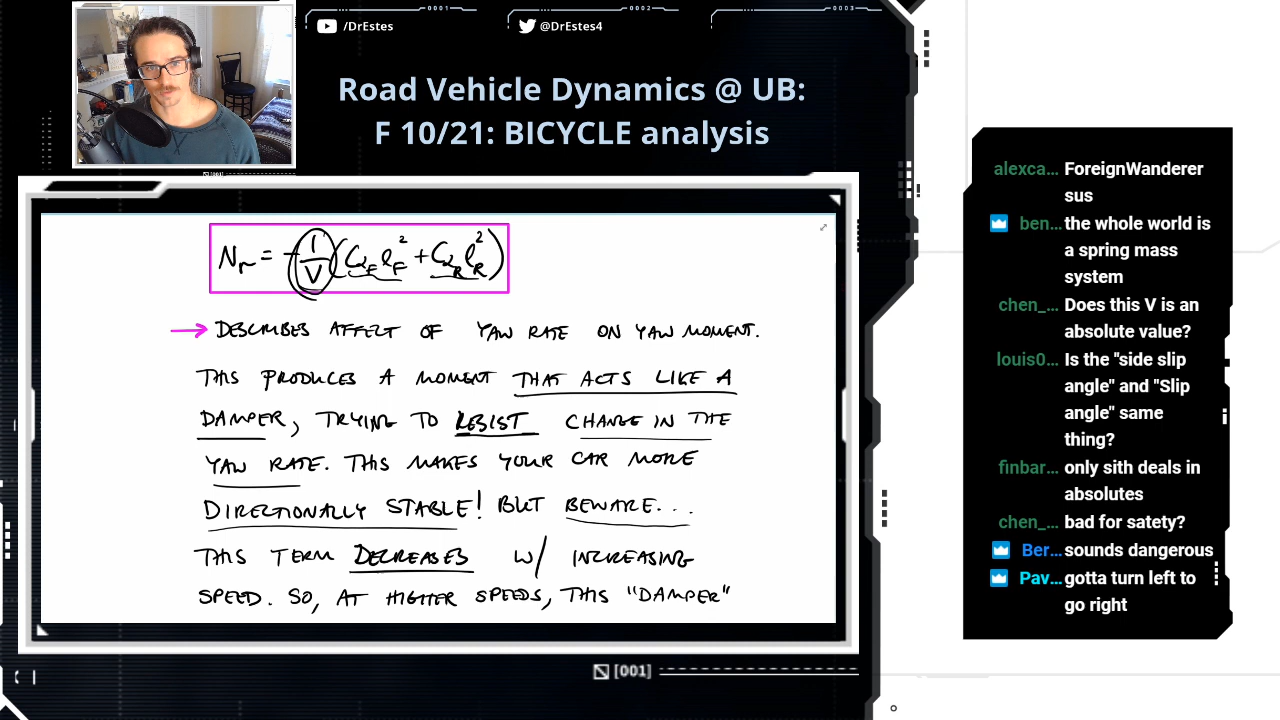 0001
0002
0003
/DrEstes
@DrEstes4
Road Vehicle Dynamics @ UB:
F 10/21: BICYCLE analysis
[001]
Nr = -1/V (CαF ℓF² + CαR ℓR²)
→ DESCRIBES AFFECT OF YAW RATE ON YAW MOMENT.
THIS PRODUCES A MOMENT THAT ACTS LIKE A
DAMPER, TRYING TO RESIST CHANGE IN THE
YAW RATE. THIS MAKES YOUR CAR MORE
DIRECTIONALLY STABLE! BUT BEWARE...
THIS TERM DECREASES W/ INCREASING
SPEED. SO, AT HIGHER SPEEDS, THIS "DAMPER"
[001]
alexca... ForeignWanderer
sus
ben... the whole world is
a spring mass
system
chen_... Does this V is an
absolute value?
louis0... Is the "side slip
angle" and "Slip
angle" same
thing?
finbar... only sith deals in
absolutes
chen_... bad for satety?
Ber... sounds dangerous
Pav... gotta turn left to
go right